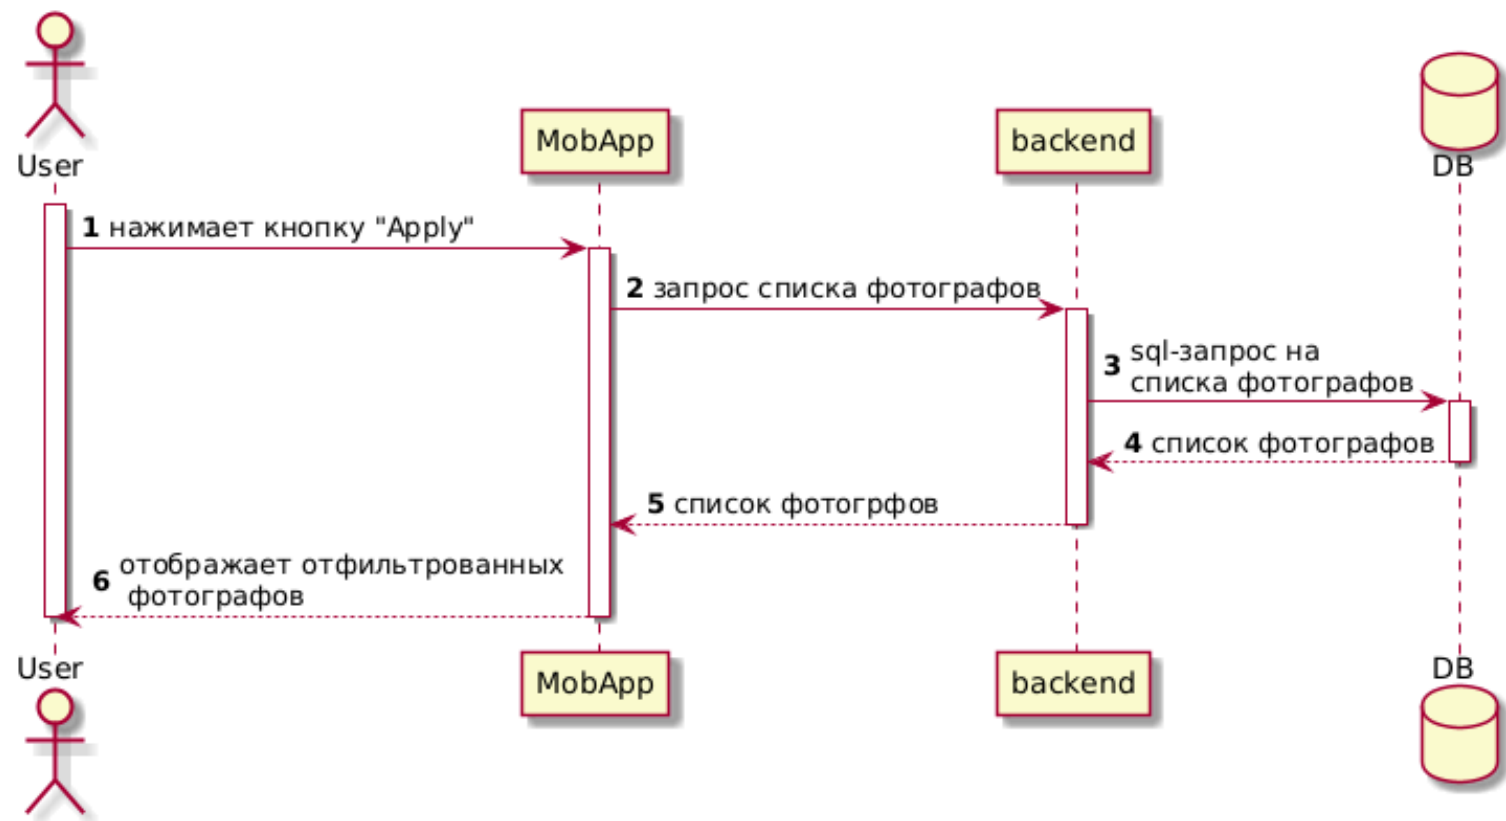 User
MobApp
backend
DB
1 нажимает кнопку "Apply"
2 запрос списка фотографов
3 sql-запрос на
списка фотографов
4 список фотографов
5 список фотогрфов
6 отображает отфильтрованных
фотографов
User
MobApp
backend
DB